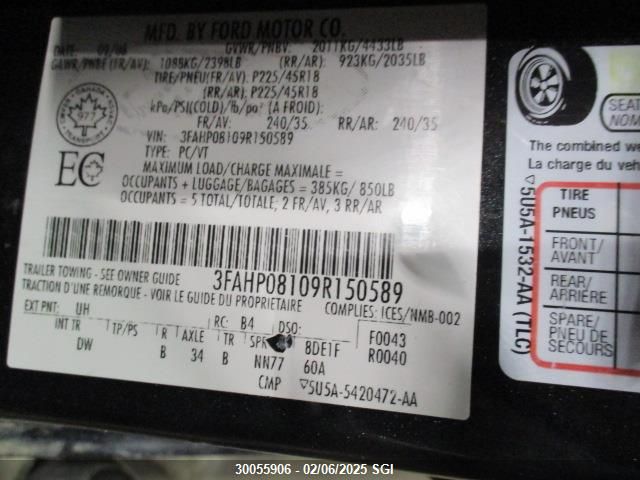 MFD. BY FORD MOTOR CO.
DATE: 09/06 GVWR/PNBV: 2011KG/4433LB
GAWR/PNBE (FR/AV): 1088KG/2398LB (RR/AR): 923KG/2035LB
TIRE/PNEU(FR/AV): P225/45R18
(RR/AR): P225/45R18
kPa/PSI(COLD)/lb/po² (A FROID):
FR/AV: 240/35 RR/AR: 240/35
VIN: 3FAHP08109R150589
TYPE: PC/VT
MAXIMUM LOAD/CHARGE MAXIMALE =
OCCUPANTS + LUGGAGE/BAGAGES = 385KG/ 850LB
OCCUPANTS = 5 TOTAL/TOTALE; 2 FR/AV, 3 RR/AR
CANADA
977
TRANSPORT
EC
3FAHP08109R150589
TRAILER TOWING - SEE OWNER GUIDE
TRACTION D'UNE REMORQUE - VOIR LE GUIDE DU PROPRIETAIRE
COMPLIES: ICES/NMB-002
EXT PNT: UH RC: B4 DSO: F0043
INT TR TP/PS R AXLE TR SPR 8DE1F R0040
DW B 34 B NN77 60A
CMP ▽5U5A-5420472-AA
SEAT
NOM
The combined we
La charge du véh
TIRE
PNEUS
FRONT/
AVANT
REAR/
ARRIÈRE
SPARE/
PNEU DE
SECOURS
▽5U5A-1532-AA (TLC)
30055906 - 02/06/2025 SGI